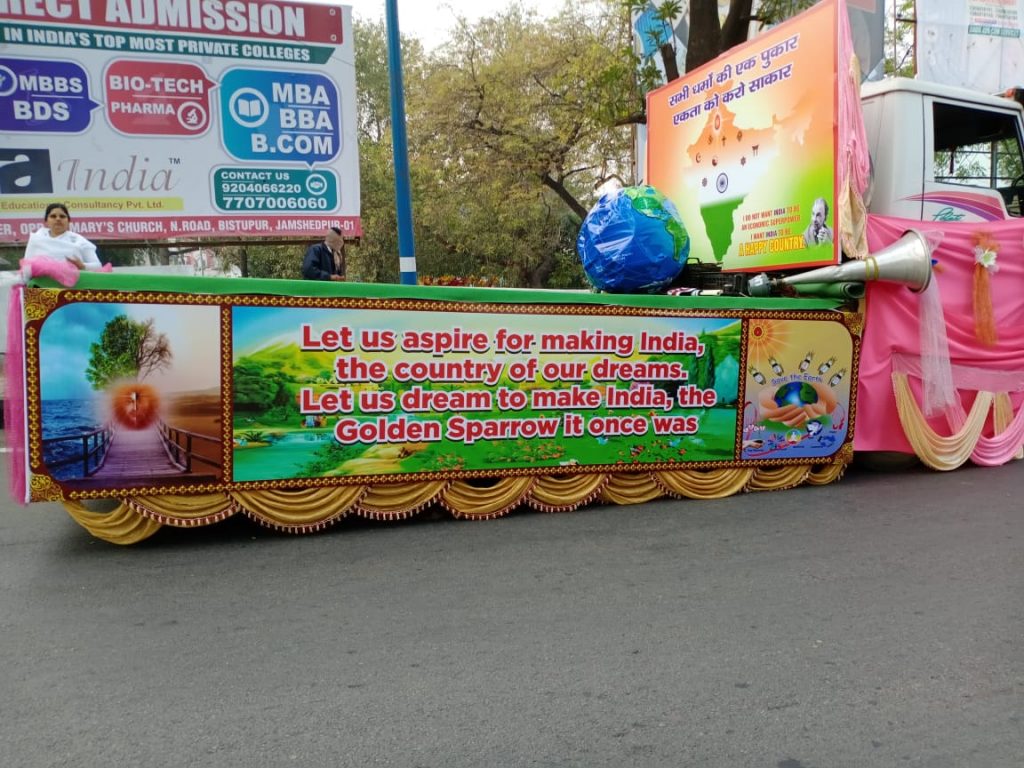 RECT ADMISSION
IN INDIA'S TOP MOST PRIVATE COLLEGES
MBBS
BDS
BIO-TECH
PHARMA
MBA
BBA
B.COM
a India™
Education Consultancy Pvt. Ltd.
CONTACT US
9204066220
7707006060
MARY'S CHURCH, N.ROAD, BISTUPUR, JAMSHEDPUR-01
सभी धर्मो की एक पुकार
एकता को करो साकार
I DO NOT WANT INDIA TO BE
AN ECONOMIC SUPERPOWER
I WANT INDIA TO BE
A HAPPY COUNTRY
Let us aspire for making India,
the country of our dreams.
Let us dream to make India, the
Golden Sparrow it once was
Save the Earth